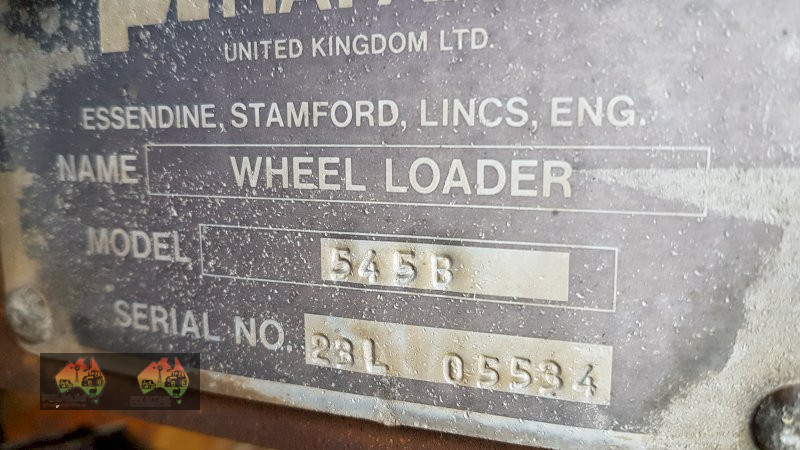 UNITED KINGDOM LTD.
ESSENDINE, STAMFORD, LINCS, ENG.
NAME WHEEL LOADER
MODEL 545B
SERIAL NO. 23L 05534